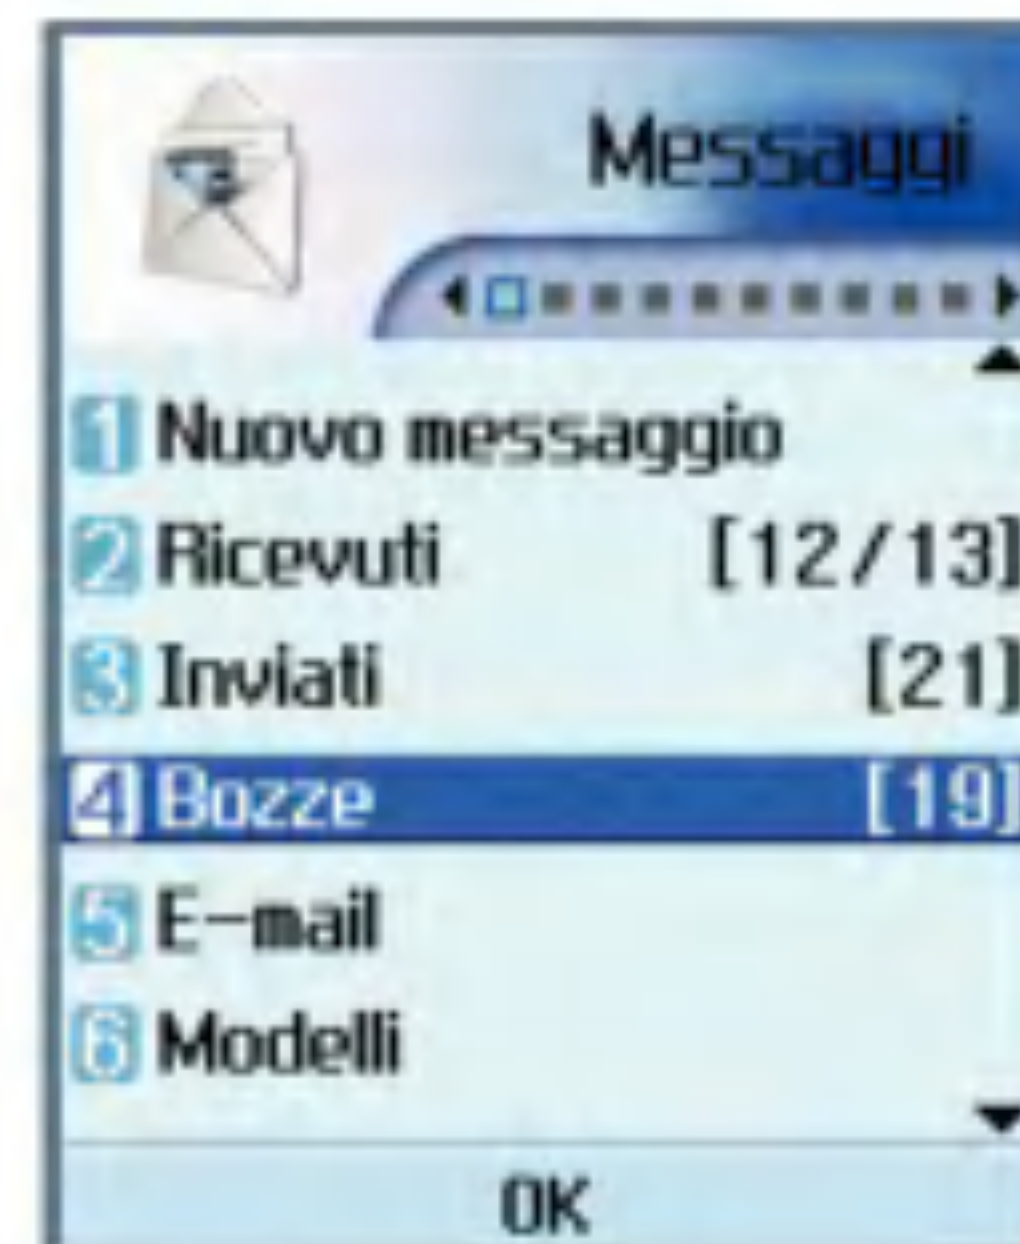 Messaggi
1 Nuovo messaggio
2 Ricevuti [12/13]
3 Inviati [21]
4 Bozze [19]
5 E-mail
6 Modelli
OK